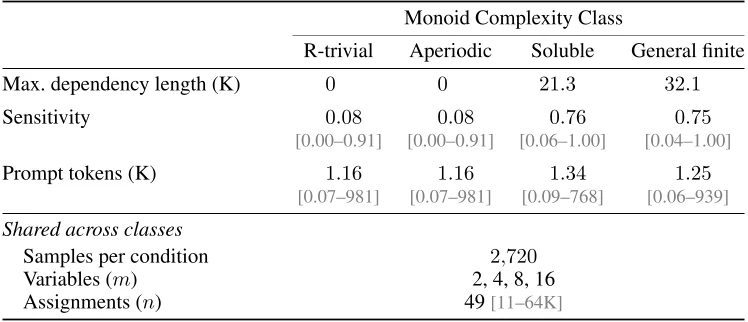 Monoid Complexity Class
R-trivial Aperiodic Soluble General finite
Max. dependency length (K) 0 0 21.3 32.1
Sensitivity 0.08 0.08 0.76 0.75
[0.00–0.91] [0.00–0.91] [0.06–1.00] [0.04–1.00]
Prompt tokens (K) 1.16 1.16 1.34 1.25
[0.07–981] [0.07–981] [0.09–768] [0.06–939]
Shared across classes
Samples per condition 2,720
Variables (m) 2, 4, 8, 16
Assignments (n) 49 [11–64K]